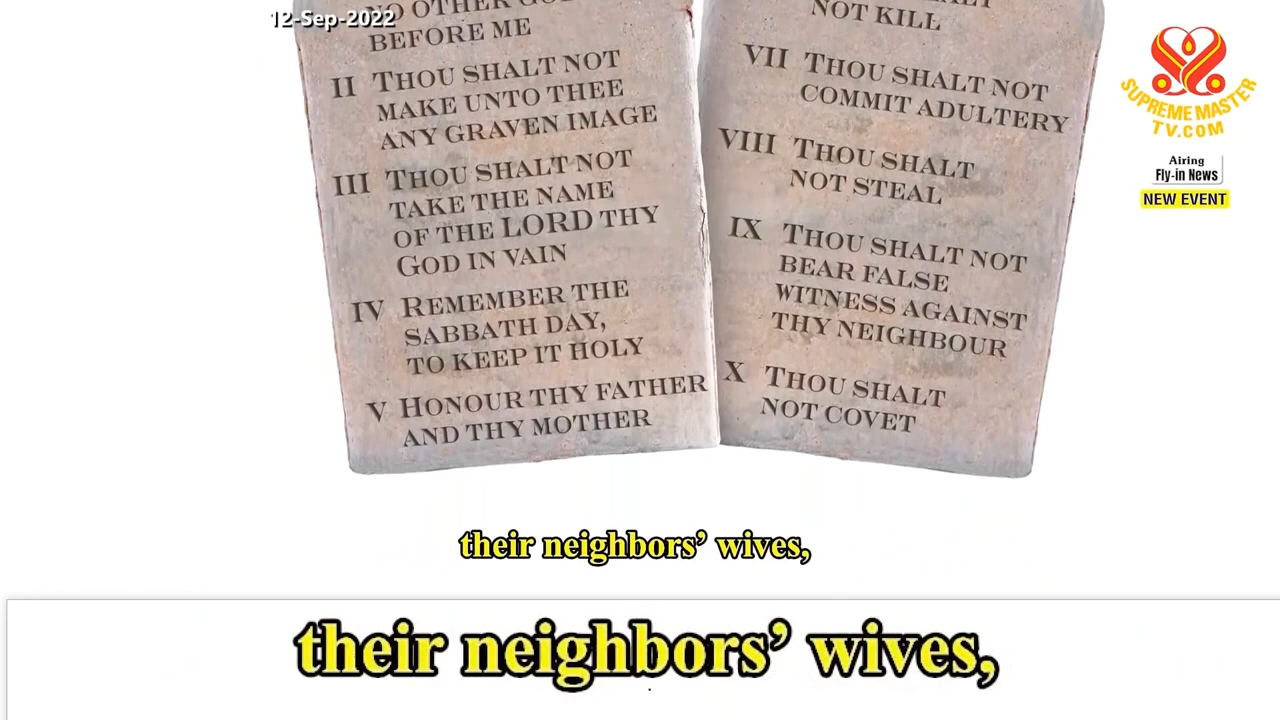 12-Sep-2022
NO OTHER GODS
BEFORE ME
II THOU SHALT NOT
MAKE UNTO THEE
ANY GRAVEN IMAGE
III THOU SHALT NOT
TAKE THE NAME
OF THE LORD THY
GOD IN VAIN
IV REMEMBER THE
SABBATH DAY,
TO KEEP IT HOLY
V HONOUR THY FATHER
AND THY MOTHER
NOT KILL
VII THOU SHALT NOT
COMMIT ADULTERY
VIII THOU SHALT
NOT STEAL
IX THOU SHALT NOT
BEAR FALSE
WITNESS AGAINST
THY NEIGHBOUR
X THOU SHALT
NOT COVET
SUPREME MASTER
TV.COM
Airing
Fly-in News
NEW EVENT
their neighbors’ wives,
their neighbors’ wives,